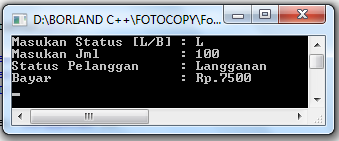 D:\BORLAND C++\FOTOCOPY\Fo...
Masukan Status [L/B] : L
Masukan Jml : 100
Status Pelanggan : Langganan
Bayar : Rp.7500